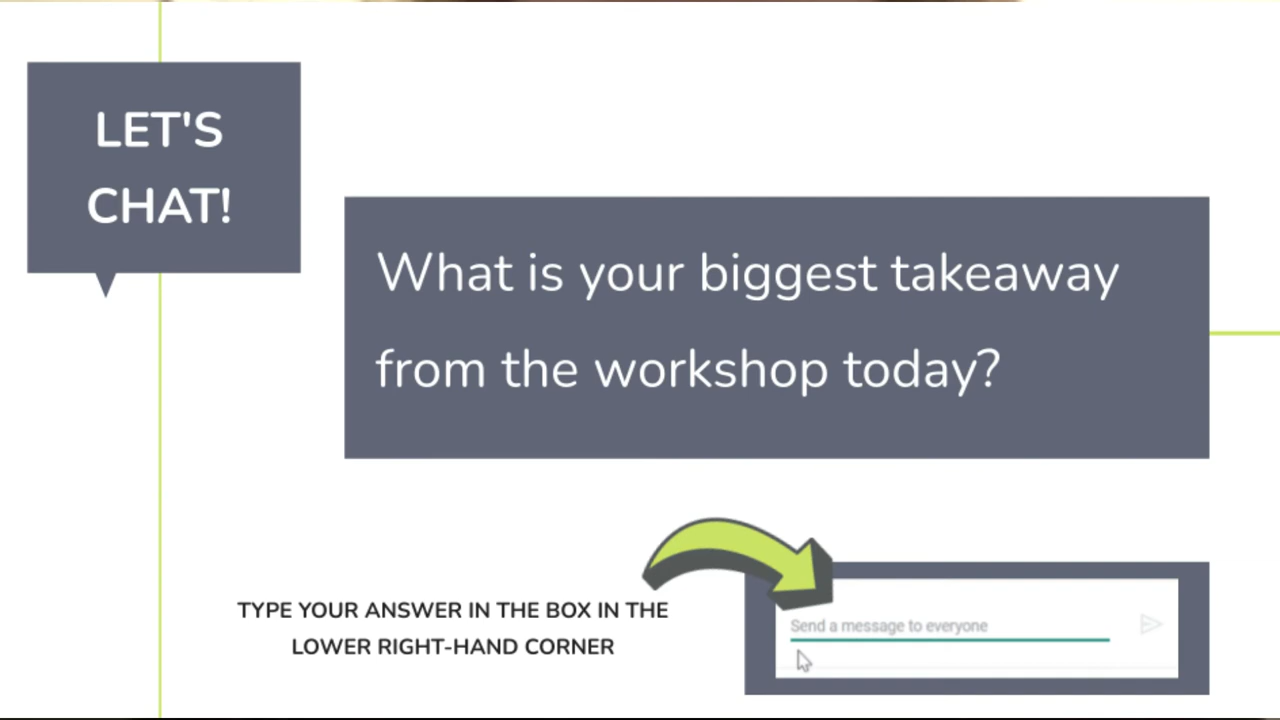 LET'S
CHAT!
What is your biggest takeaway
from the workshop today?
TYPE YOUR ANSWER IN THE BOX IN THE
LOWER RIGHT-HAND CORNER
Send a message to everyone